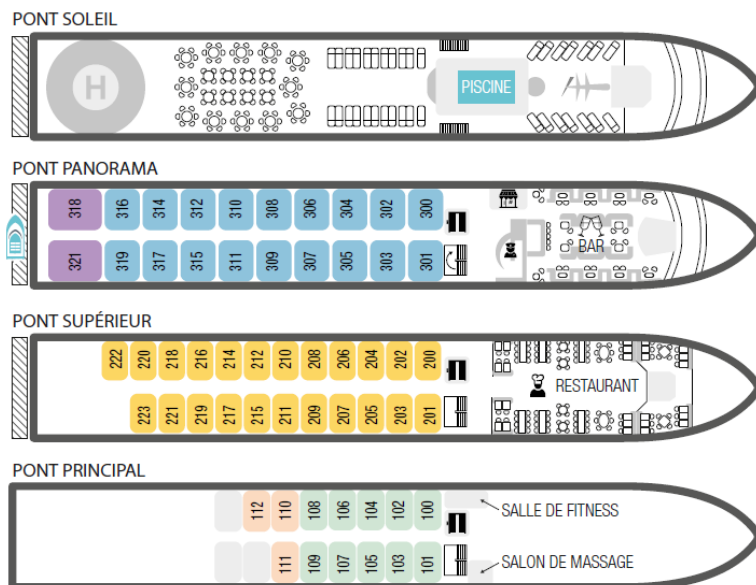 PONT SOLEIL
H
PISCINE
PONT PANORAMA
318 316 314 312 310 308 306 304 302 300
BAR
321 319 317 315 311 309 307 305 303 301
PONT SUPÉRIEUR
222 220 218 216 214 212 210 208 206 204 202 200
RESTAURANT
223 221 219 217 215 211 209 207 205 203 201
PONT PRINCIPAL
112 110 108 106 104 102 100
SALLE DE FITNESS
111 109 107 105 103 101
SALON DE MASSAGE